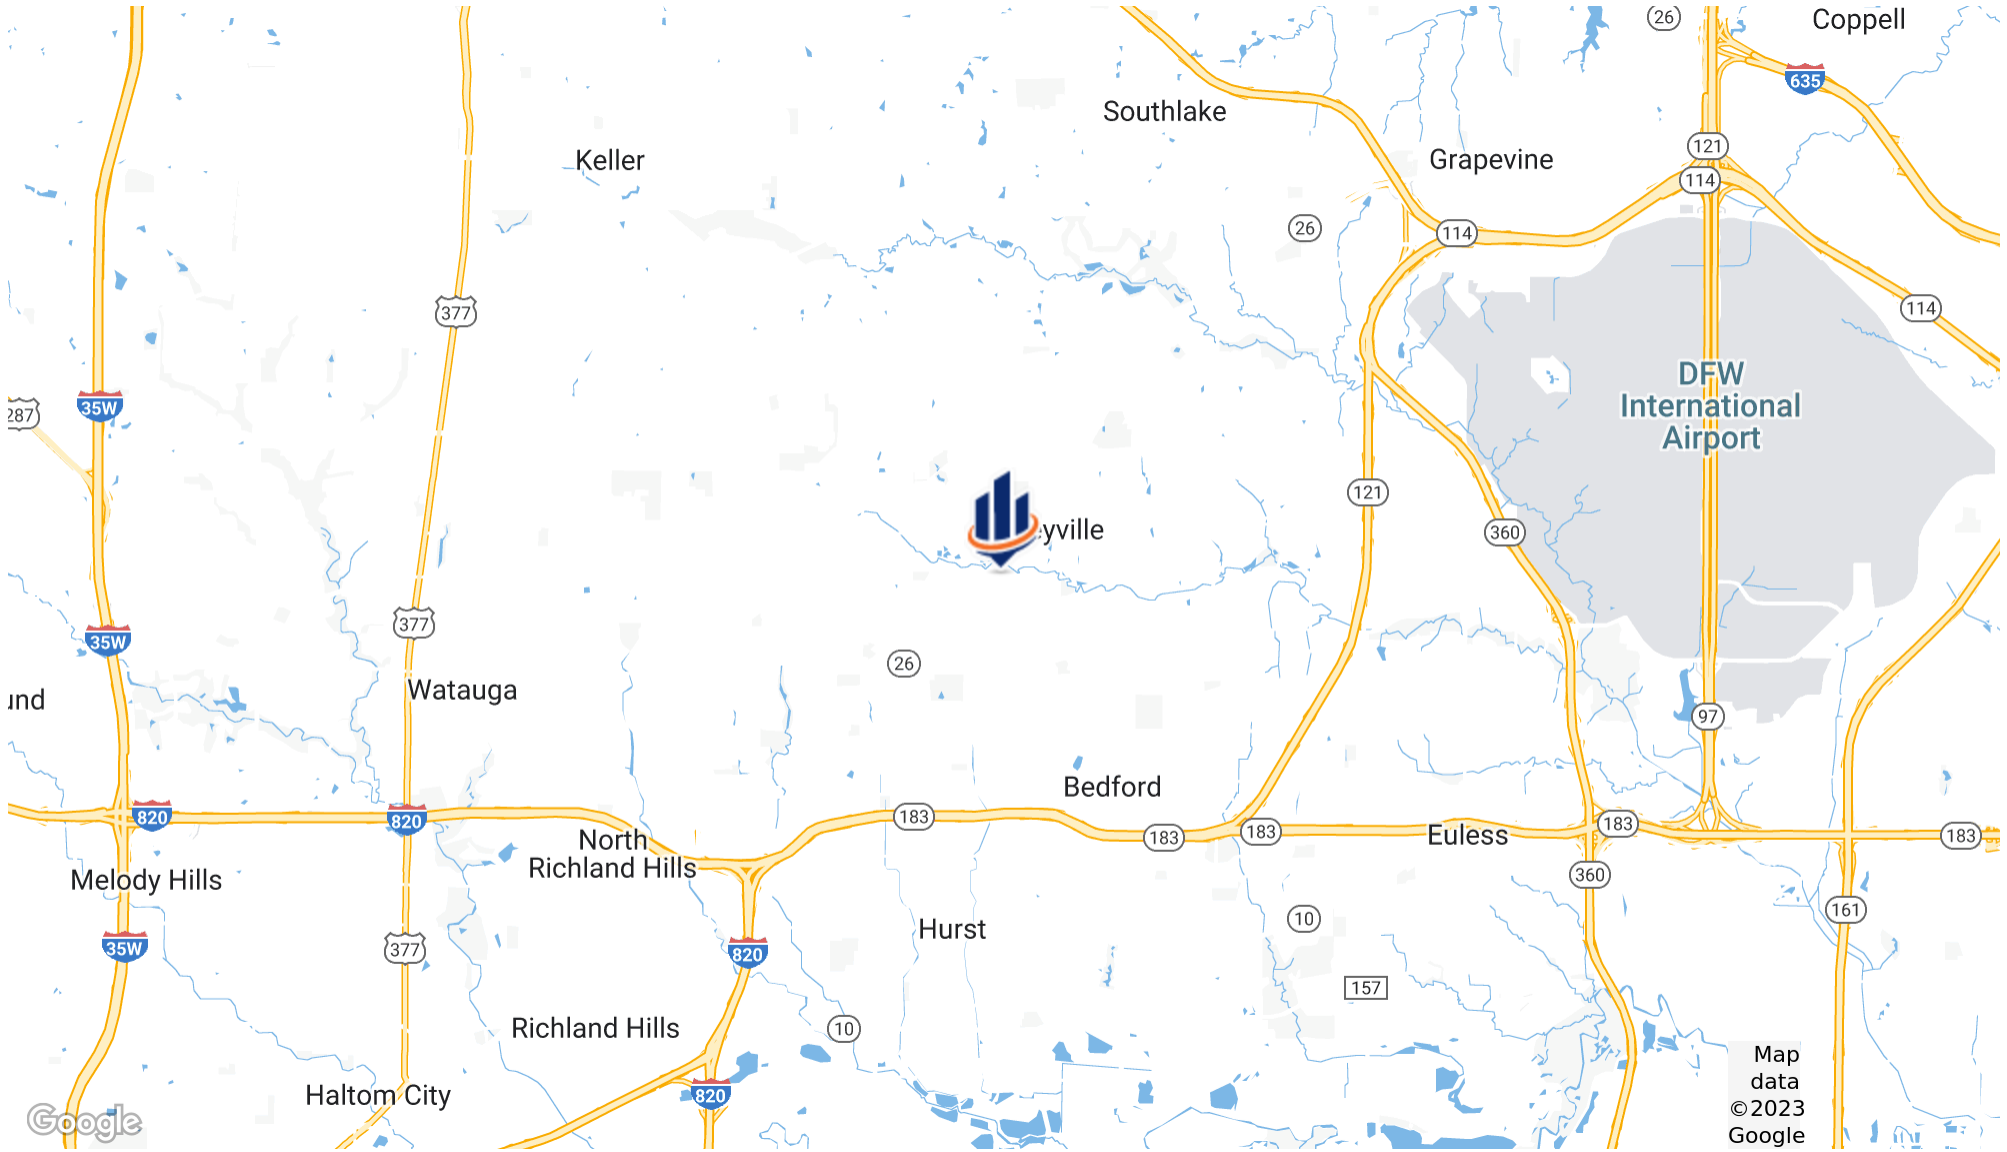 26
Coppell
635
Southlake
121
Keller
Grapevine
114
26
114
377
114
DFW
International
Airport
35W
287
121
yville
360
377
35W
26
Watauga
und
97
Bedford
820
820
183
183
183
183
183
Euless
North
Richland Hills
360
Melody Hills
161
10
Hurst
35W
377
820
157
Richland Hills
10
Haltom City
820
Google
Map
data
©2023
Google